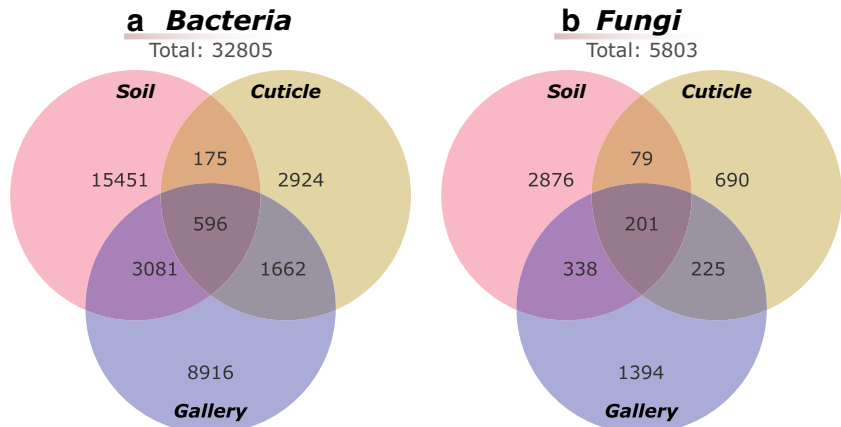 a Bacteria
Total: 32805
Soil
Cuticle
175
15451
2924
596
3081
1662
8916
Gallery
b Fungi
Total: 5803
Soil
Cuticle
79
2876
690
201
338
225
1394
Gallery